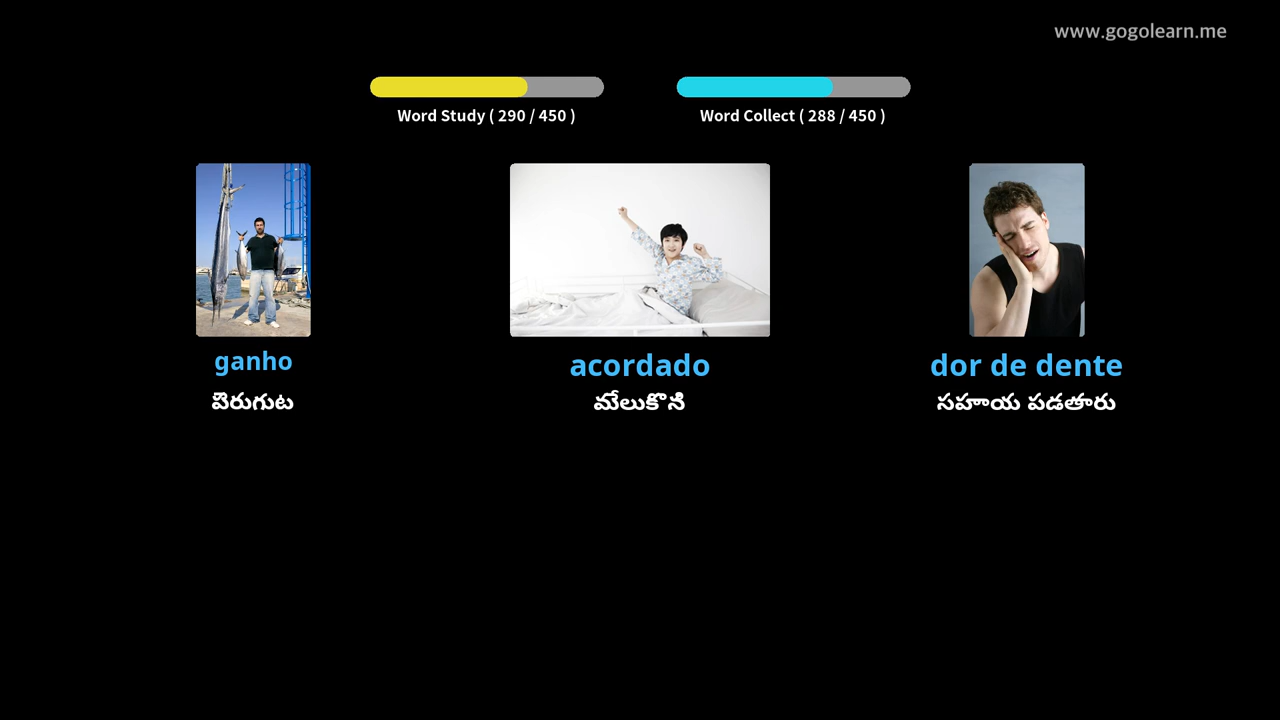 www.gogolearn.me
Word Study ( 290 / 450 )
Word Collect ( 288 / 450 )
ganho
acordado
dor de dente
పెరుగుట
మేలుకొని
సహాయ పడతారు